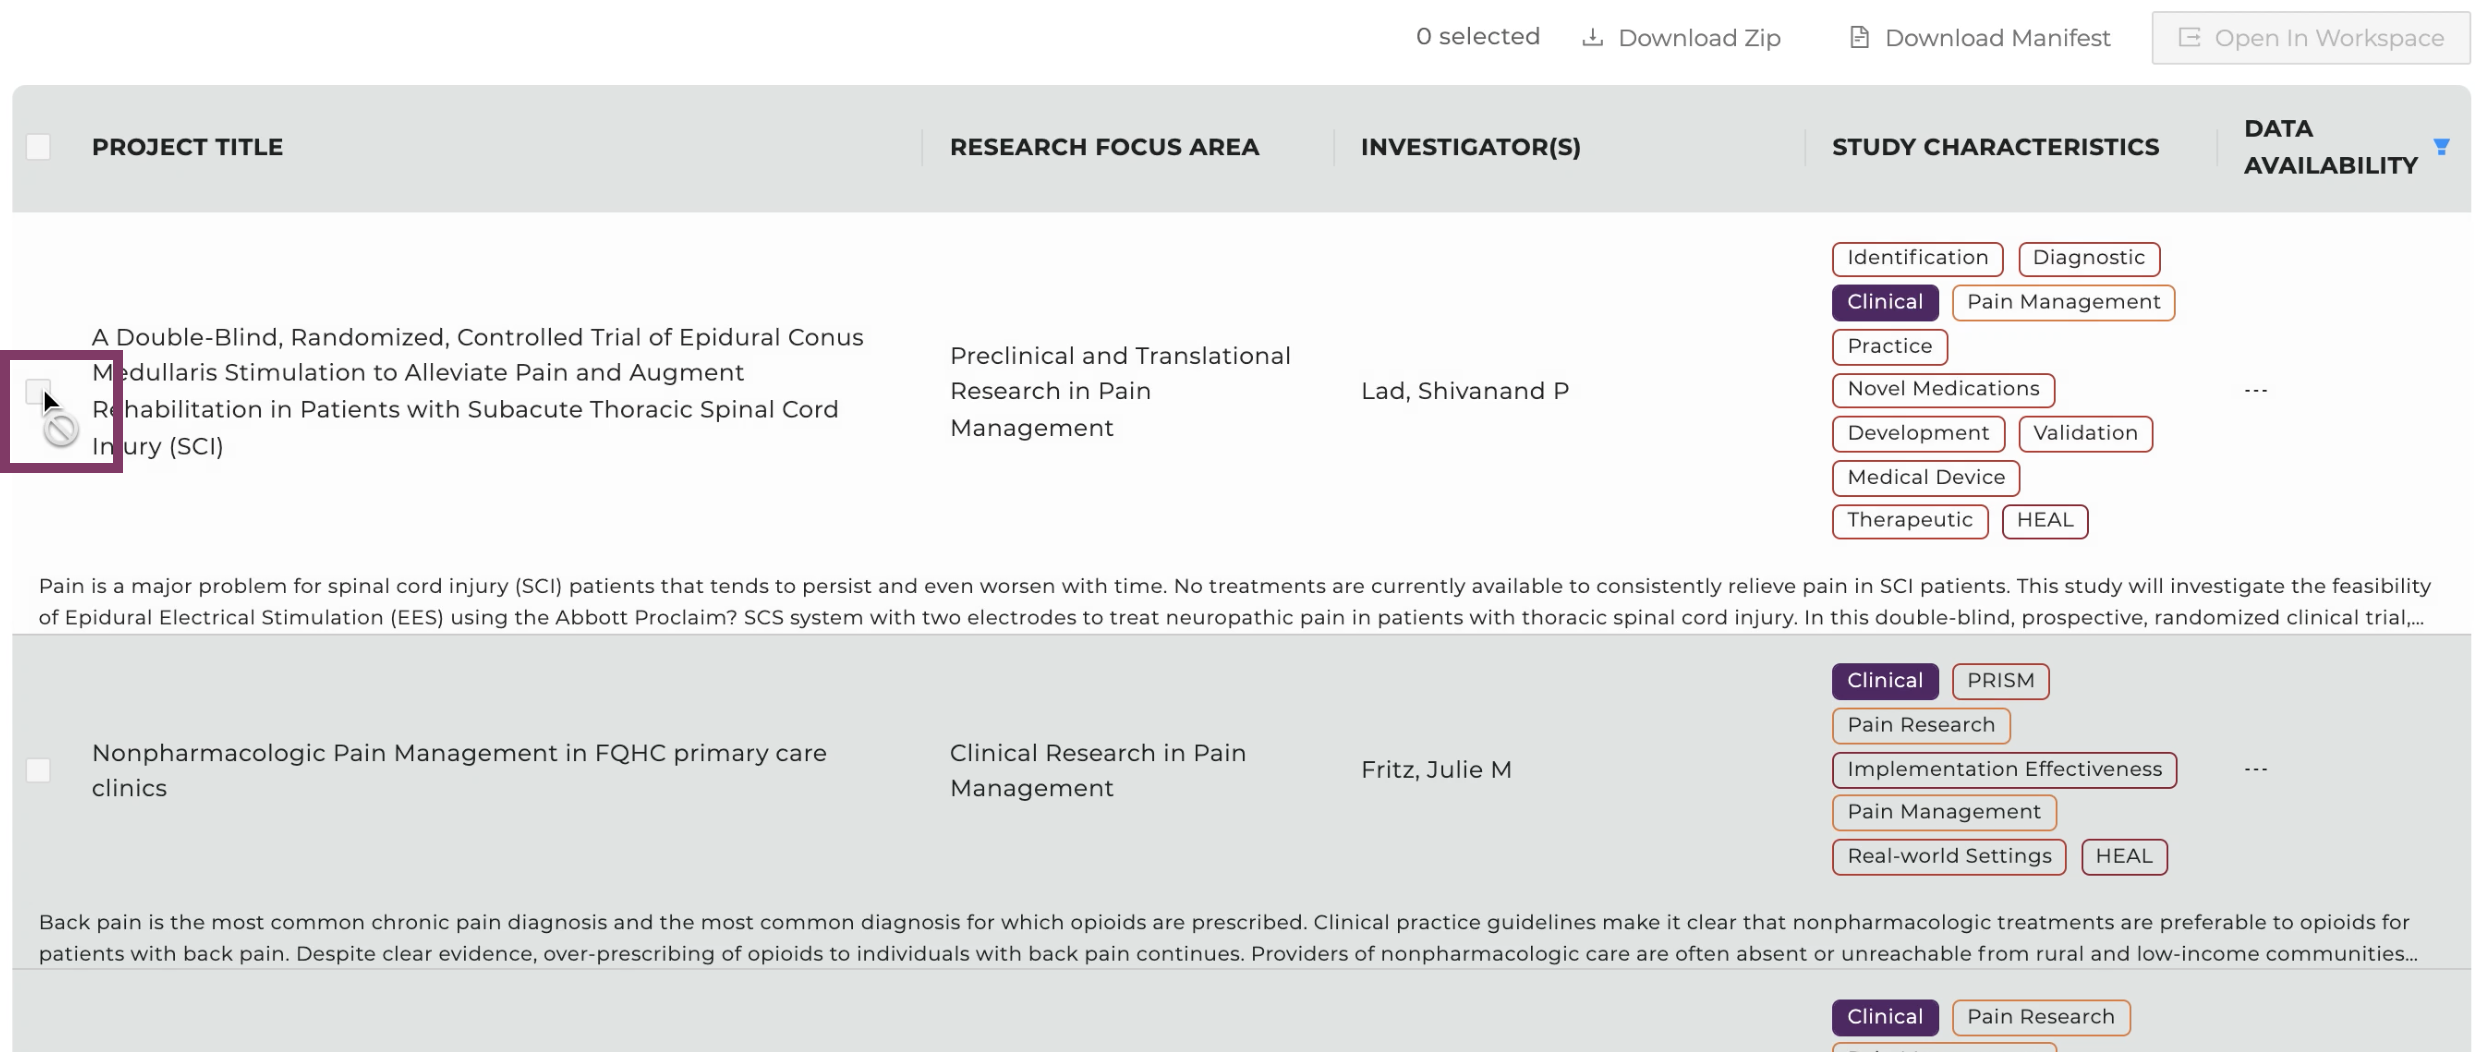 0 selected Download Zip Download Manifest Open In Workspace
PROJECT TITLE RESEARCH FOCUS AREA INVESTIGATOR(S) STUDY CHARACTERISTICS DATA AVAILABILITY
A Double-Blind, Randomized, Controlled Trial of Epidural Conus
Medullaris Stimulation to Alleviate Pain and Augment
Rehabilitation in Patients with Subacute Thoracic Spinal Cord
Injury (SCI)
Preclinical and Translational
Research in Pain
Management
Lad, Shivanand P
Identification Diagnostic
Clinical Pain Management
Practice
Novel Medications
Development Validation
Medical Device
Therapeutic HEAL
---
Pain is a major problem for spinal cord injury (SCI) patients that tends to persist and even worsen with time. No treatments are currently available to consistently relieve pain in SCI patients. This study will investigate the feasibility
of Epidural Electrical Stimulation (EES) using the Abbott Proclaim? SCS system with two electrodes to treat neuropathic pain in patients with thoracic spinal cord injury. In this double-blind, prospective, randomized clinical trial,...
Nonpharmacologic Pain Management in FQHC primary care
clinics
Clinical Research in Pain
Management
Fritz, Julie M
Clinical PRISM
Pain Research
Implementation Effectiveness
Pain Management
Real-world Settings HEAL
---
Back pain is the most common chronic pain diagnosis and the most common diagnosis for which opioids are prescribed. Clinical practice guidelines make it clear that nonpharmacologic treatments are preferable to opioids for
patients with back pain. Despite clear evidence, over-prescribing of opioids to individuals with back pain continues. Providers of nonpharmacologic care are often absent or unreachable from rural and low-income communities...
Clinical Pain Research